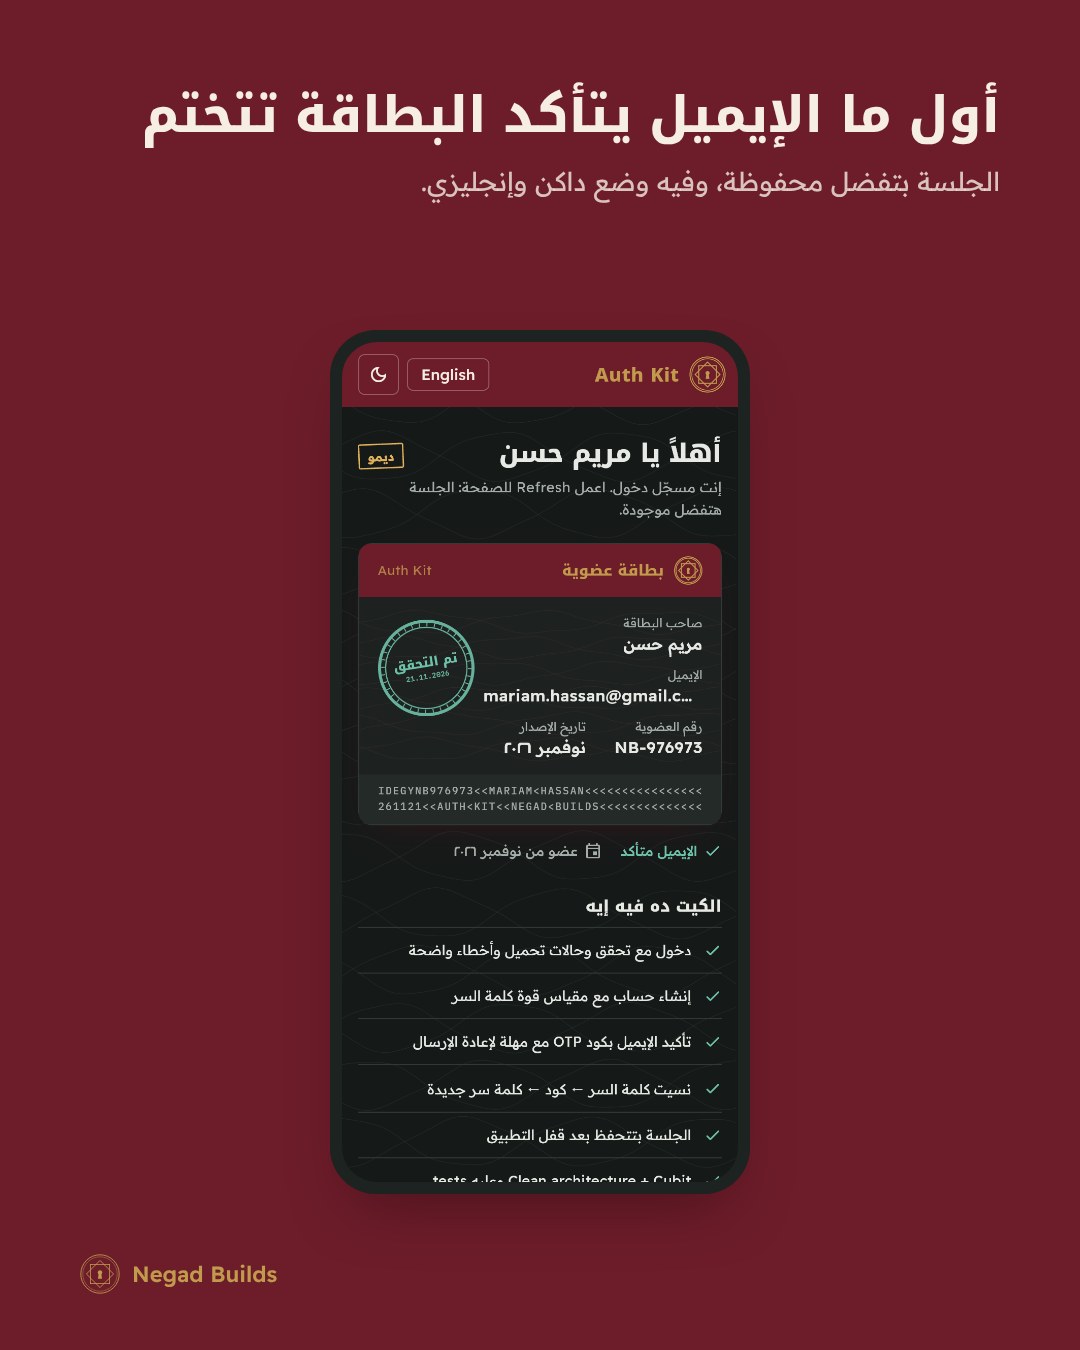 أول ما الإيميل يتأكد البطاقة تتختم
الجلسة بتفضل محفوظة، وفيه وضع داكن وإنجليزي.
Auth Kit
English
أهلاً يا مريم حسن
ديمو
إنت مسجّل دخول. اعمل Refresh للصفحة: الجلسة
هتفضل موجودة.
بطاقة عضوية
Auth Kit
صاحب البطاقة
مريم حسن
تم التحقق
21.11.2026
الإيميل
mariam.hassan@gmail.c...
رقم العضوية
تاريخ الإصدار
NB-976973
نوفمبر ٢٠٢٦
IDEGYNB976973<<MARIAM<HASSAN<<<<<<<<<<<<<<<<
261121<<AUTH<KIT<<NEGAD<BUILDS<<<<<<<<<<<<<<
الإيميل متأكد
عضو من نوفمبر ٢٠٢٦
الكيت ده فيه إيه
دخول مع تحقق وحالات تحميل وأخطاء واضحة
إنشاء حساب مع مقياس قوة كلمة السر
تأكيد الإيميل بكود OTP مع مهلة لإعادة الإرسال
نسيت كلمة السر ← كود ← كلمة سر جديدة
الجلسة بتتحفظ بعد قفل التطبيق
Clean architecture + Cubit وعليه tests
Negad Builds